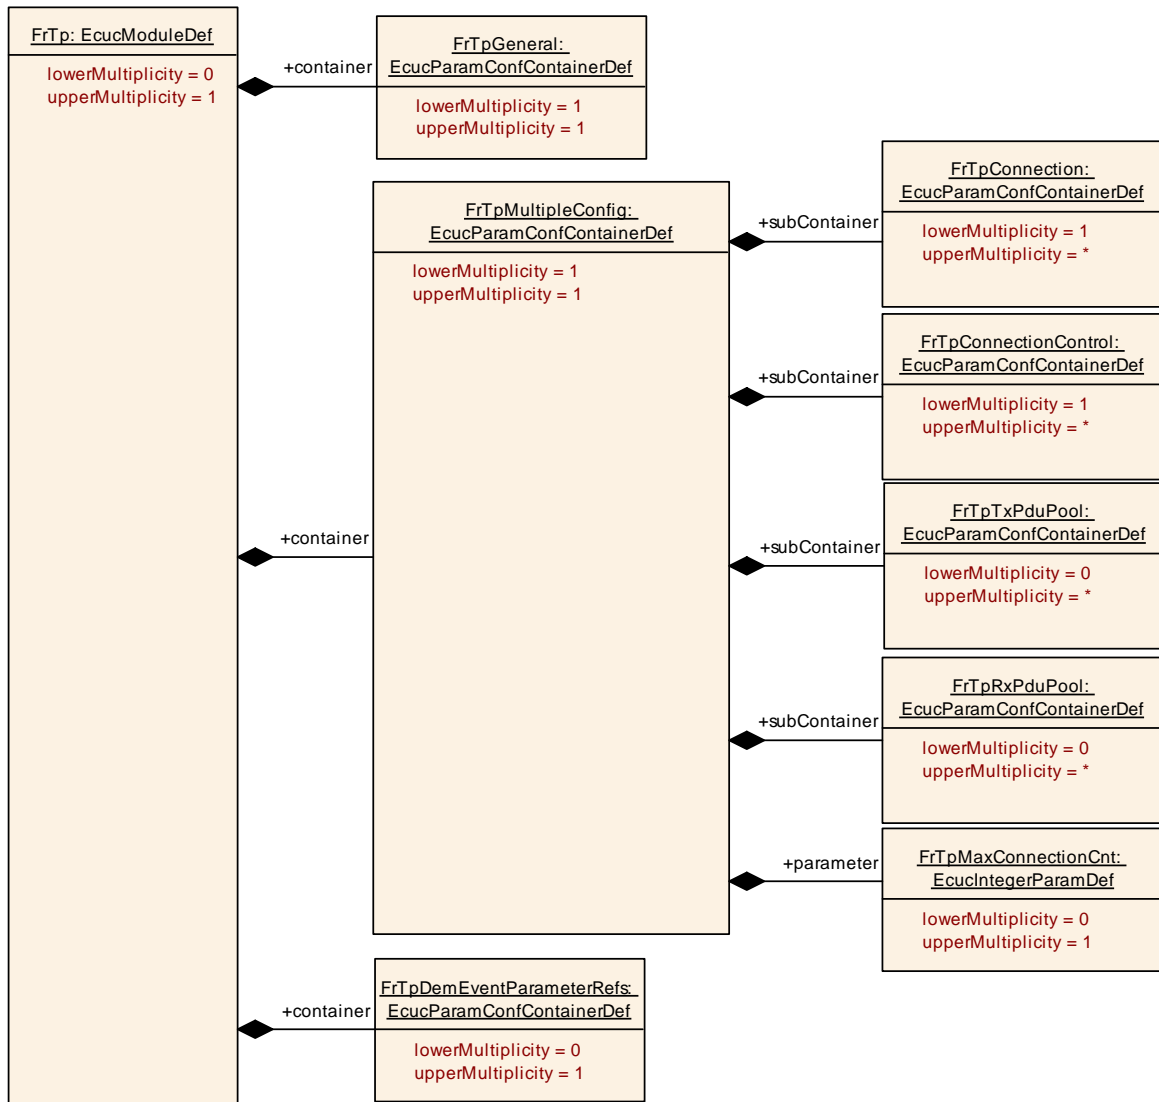 FrTp: EcucModuleDef
lowerMultiplicity = 0
upperMultiplicity = 1
+container
FrTpGeneral:
EcucParamConfContainerDef
lowerMultiplicity = 1
upperMultiplicity = 1
+container
FrTpMultipleConfig:
EcucParamConfContainerDef
lowerMultiplicity = 1
upperMultiplicity = 1
+subContainer
FrTpConnection:
EcucParamConfContainerDef
lowerMultiplicity = 1
upperMultiplicity = *
+subContainer
FrTpConnectionControl:
EcucParamConfContainerDef
lowerMultiplicity = 1
upperMultiplicity = *
+subContainer
FrTpTxPduPool:
EcucParamConfContainerDef
lowerMultiplicity = 0
upperMultiplicity = *
+subContainer
FrTpRxPduPool:
EcucParamConfContainerDef
lowerMultiplicity = 0
upperMultiplicity = *
+parameter
FrTpMaxConnectionCnt:
EcucIntegerParamDef
lowerMultiplicity = 0
upperMultiplicity = 1
+container
FrTpDemEventParameterRefs:
EcucParamConfContainerDef
lowerMultiplicity = 0
upperMultiplicity = 1